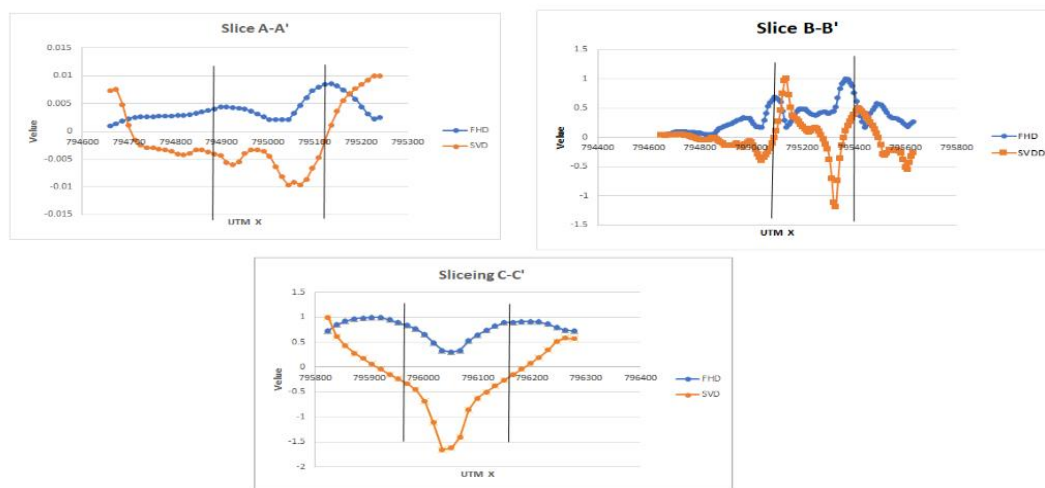 Slice A-A'
0.015
0.01
0.005
0
-0.005
-0.01
-0.015
794600 794700 794800 794900 795000 795100 795200 795300
Value
UTM X
FHD
SVD
Slice B-B'
1.5
1
0.5
0
-0.5
-1
-1.5
794400 794600 794800 795000 795200 795400 795600 795800
Value
UTM X
FHD
SVDD
Sliceing C-C'
1.5
1
0.5
0
-0.5
-1
-1.5
-2
795800 795900 796000 796100 796200 796300 796400
Value
UTM X
FHD
SVD